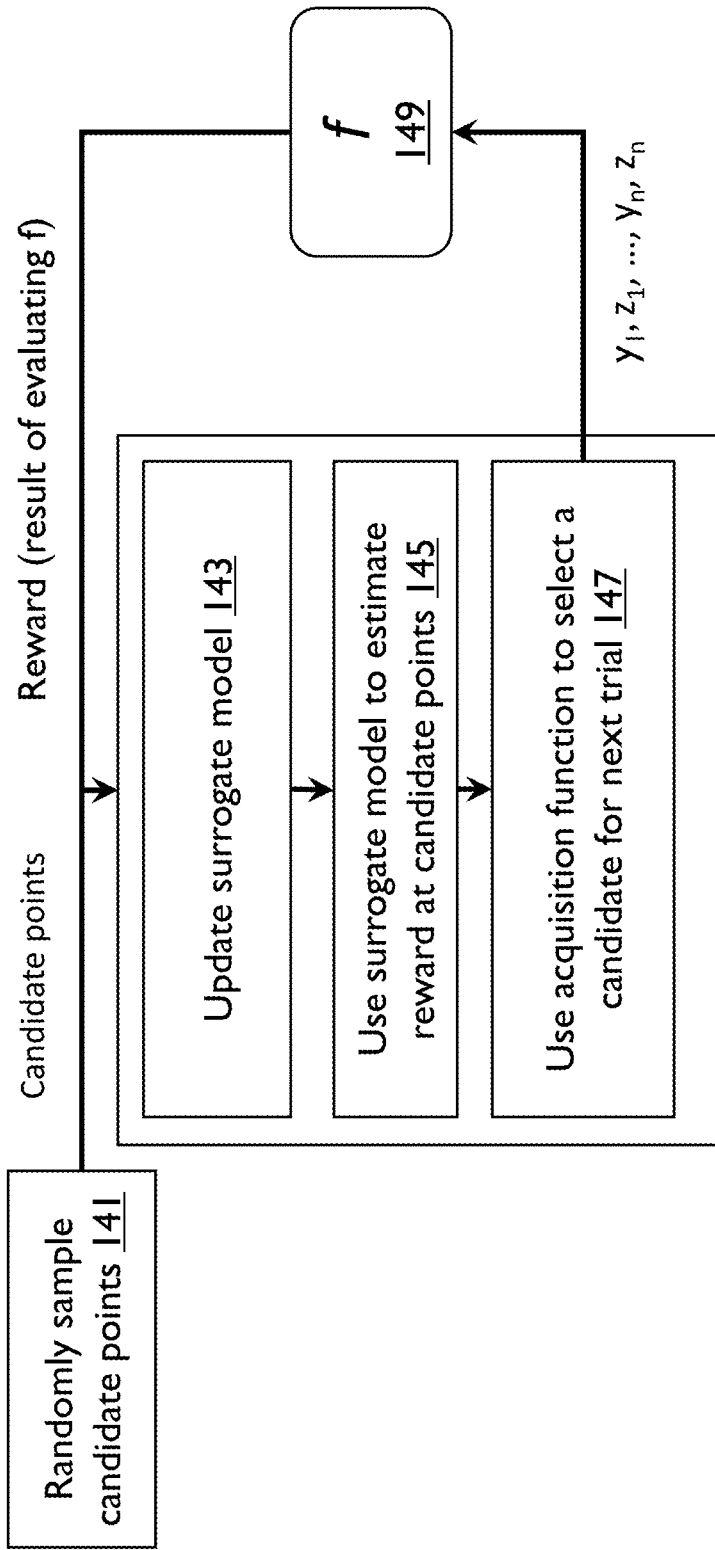 Randomly sample
candidate points 141
Candidate points
Reward (result of evaluating f)
Update surrogate model 143
Use surrogate model to estimate
reward at candidate points 145
Use acquisition function to select a
candidate for next trial 147
f
149
y₁, z₁, ..., yₙ, zₙ